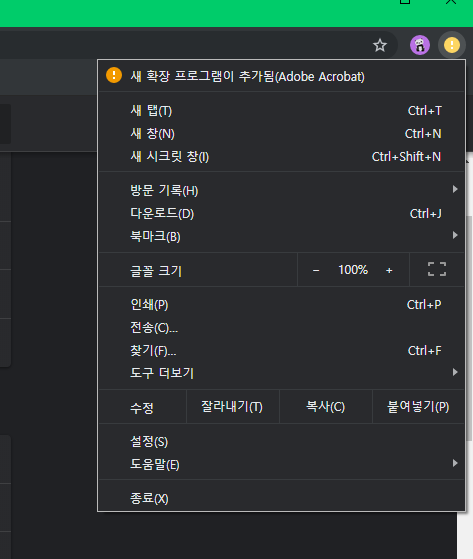 새 확장 프로그램이 추가됨(Adobe Acrobat)
새 탭(T) Ctrl+T
새 창(N) Ctrl+N
새 시크릿 창(I) Ctrl+Shift+N
방문 기록(H)
다운로드(D) Ctrl+J
북마크(B)
글꼴 크기 − 100% +
인쇄(P) Ctrl+P
전송(C)...
찾기(F)... Ctrl+F
도구 더보기
수정 잘라내기(T) 복사(C) 붙여넣기(P)
설정(S)
도움말(E)
종료(X)